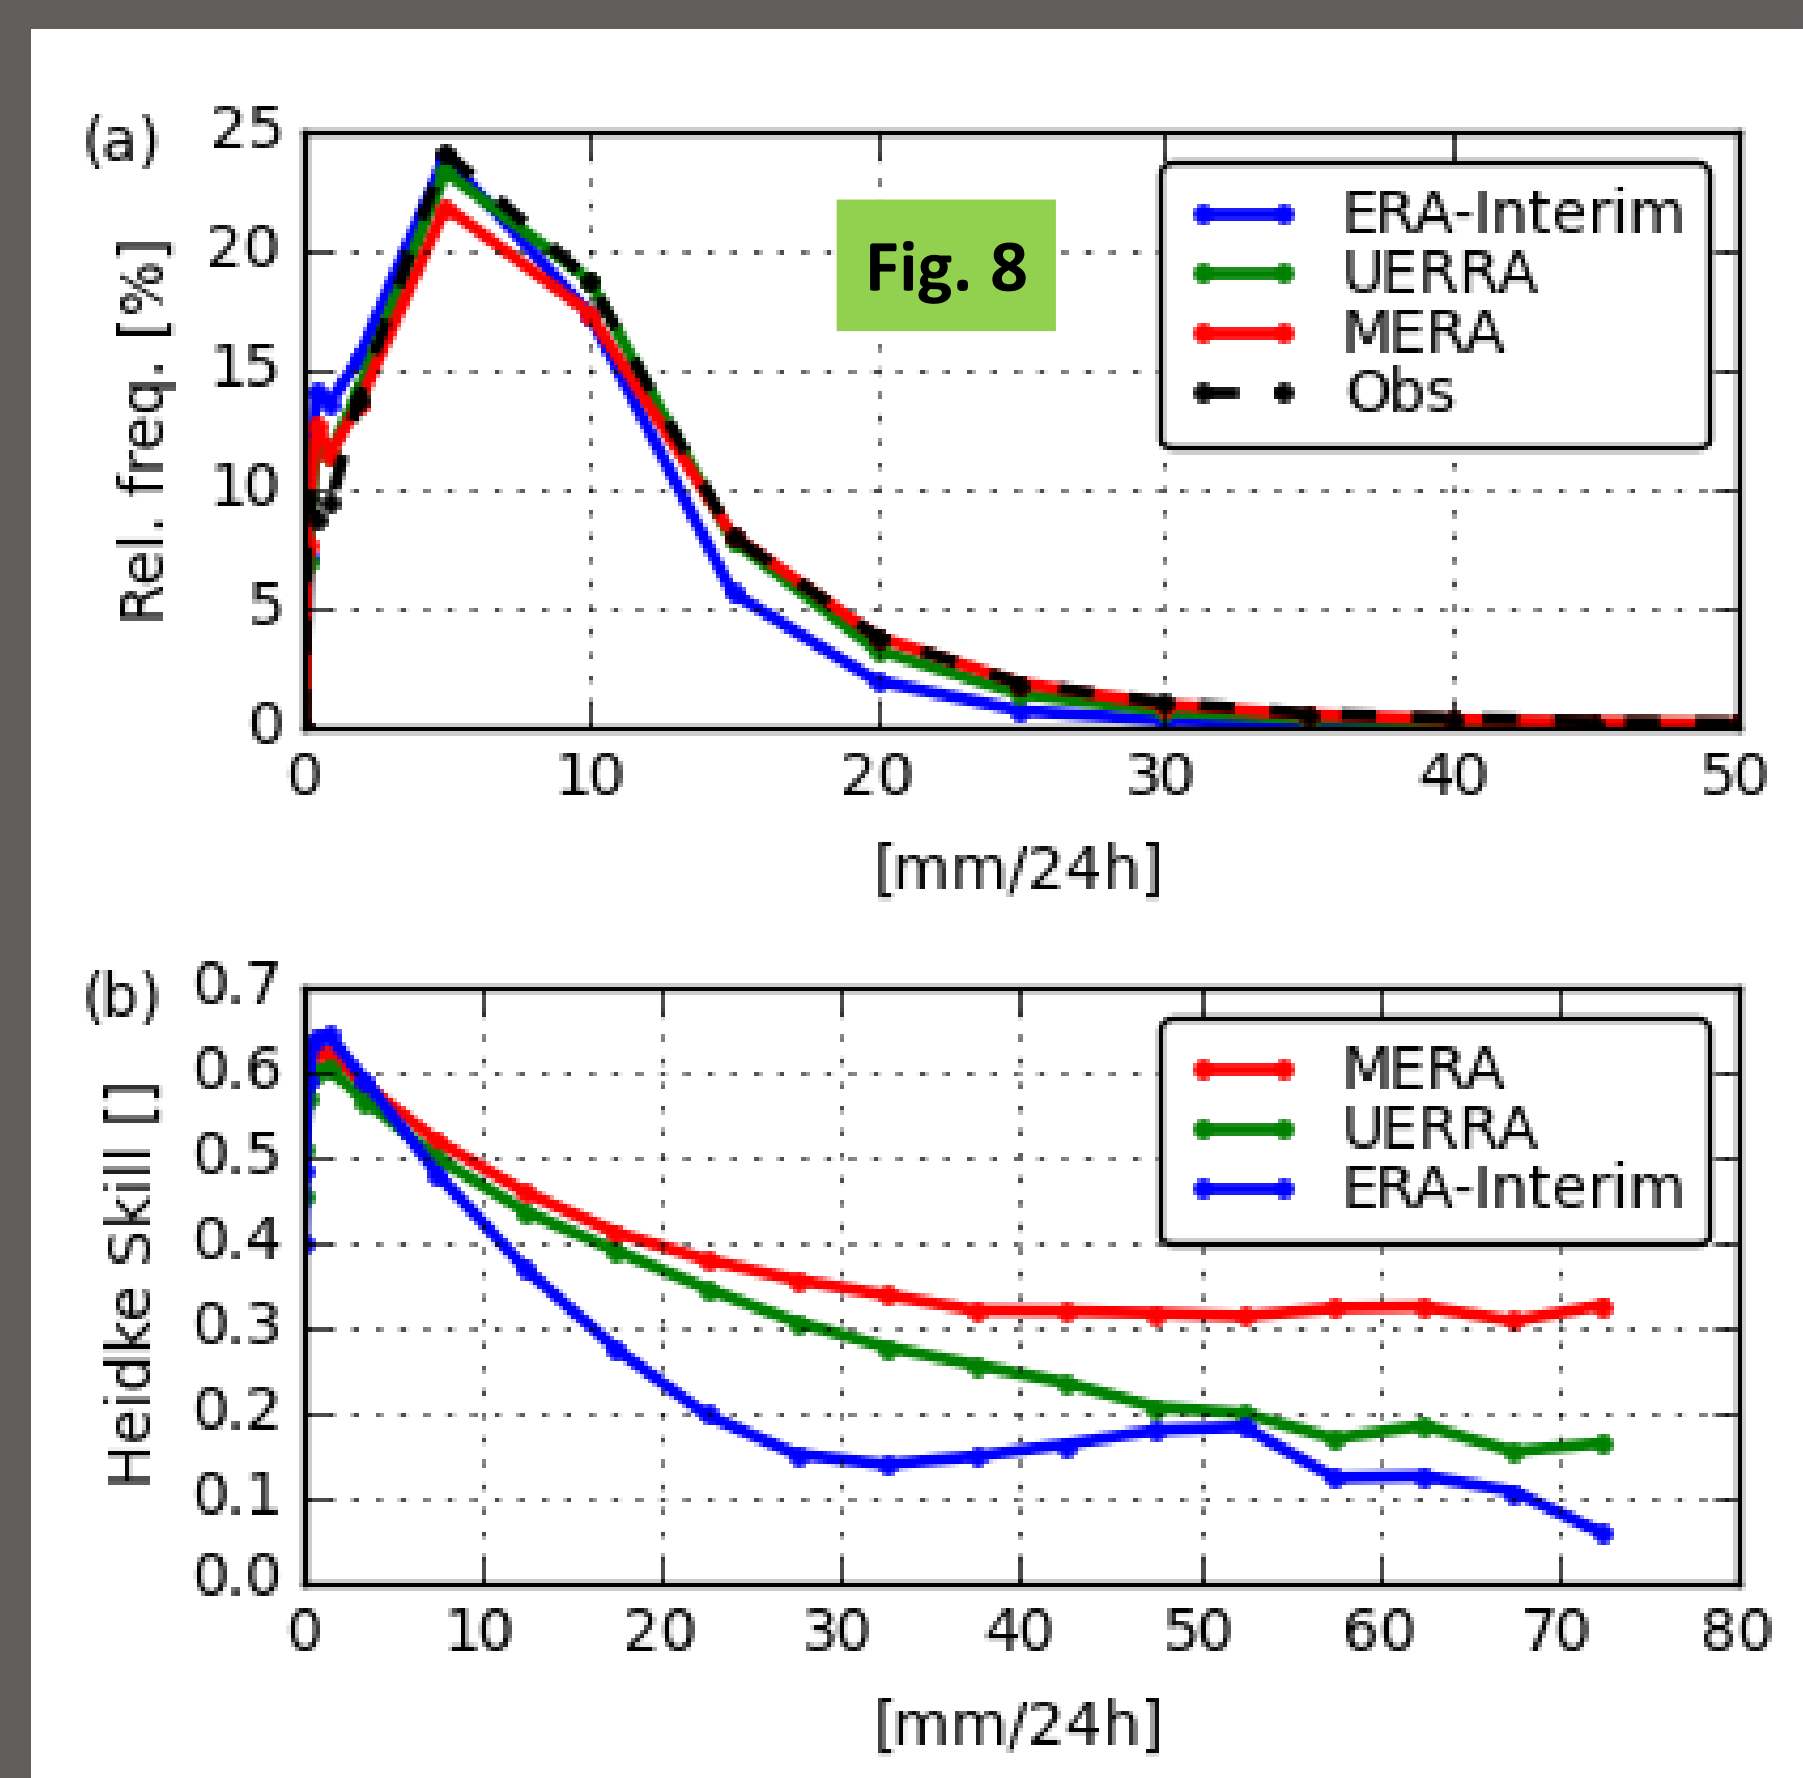 (a)
Rel. freq. [%]
25
20
15
10
5
0
Fig. 8
ERA-Interim
UERRA
MERA
Obs
0 10 20 30 40 50
[mm/24h]
(b)
Heidke Skill []
0.7
0.6
0.5
0.4
0.3
0.2
0.1
0.0
MERA
UERRA
ERA-Interim
0 10 20 30 40 50 60 70 80
[mm/24h]